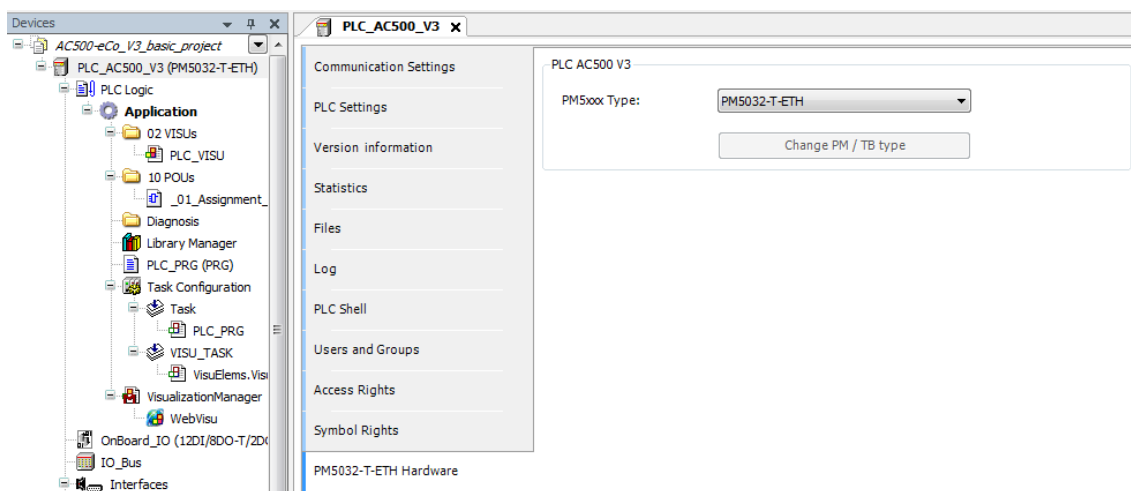 Devices
AC500-eCo_V3_basic_project
PLC_AC500_V3 (PM5032-T-ETH)
PLC Logic
Application
02 VISUs
PLC_VISU
10 POUs
_01_Assignment_
Diagnosis
Library Manager
PLC_PRG (PRG)
Task Configuration
Task
PLC_PRG
VISU_TASK
VisuElems.Visu
VisualizationManager
WebVisu
OnBoard_IO (12DI/8DO-T/2DO
IO_Bus
Interfaces
PLC_AC500_V3
Communication Settings
PLC Settings
Version information
Statistics
Files
Log
PLC Shell
Users and Groups
Access Rights
Symbol Rights
PM5032-T-ETH Hardware
PLC AC500 V3
PM5xxx Type:
PM5032-T-ETH
Change PM / TB type